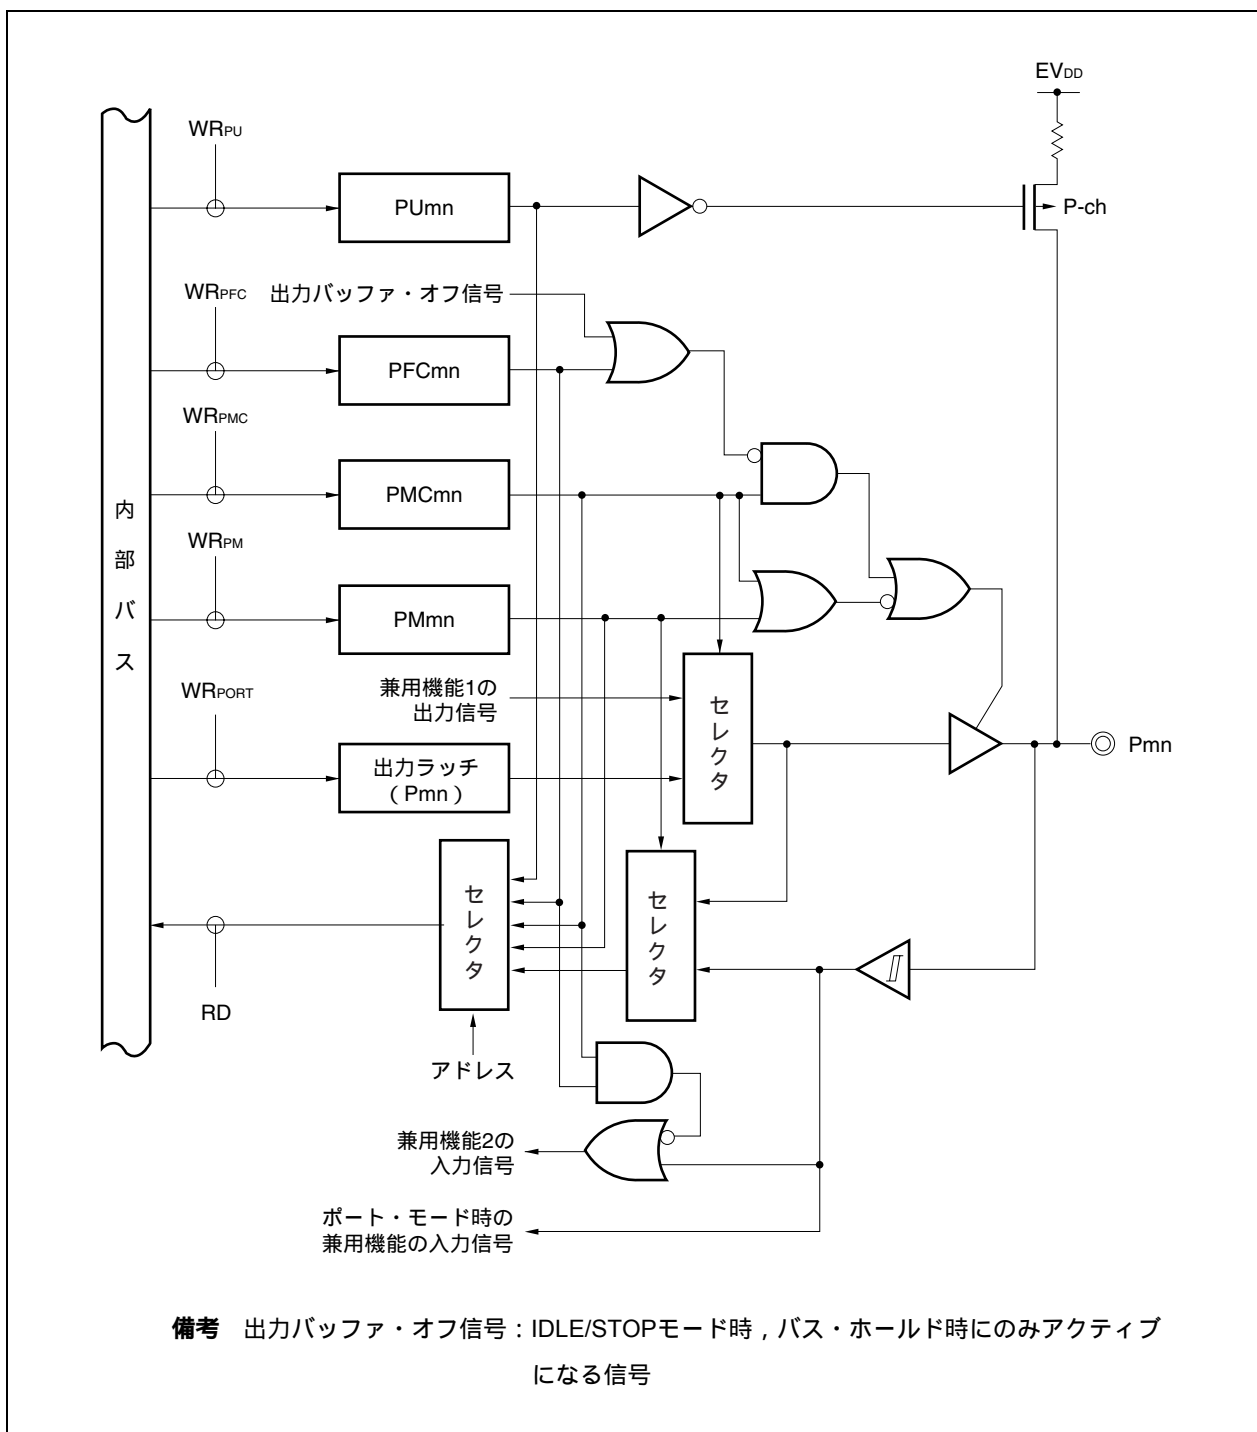 EVDD
WRPU
PUmn
P-ch
WRPFC
出力バッファ・オフ信号
PFCmn
WRPMC
PMCmn
内部バス
WRPM
PMmn
兼用機能1の
出力信号
セレクタ
WRPORT
出力ラッチ
(Pmn)
Pmn
セレクタ
セレクタ
RD
アドレス
兼用機能2の
入力信号
ポート・モード時の
兼用機能の入力信号
備考 出力バッファ・オフ信号：IDLE/STOPモード時，バス・ホールド時にのみアクティブ
になる信号